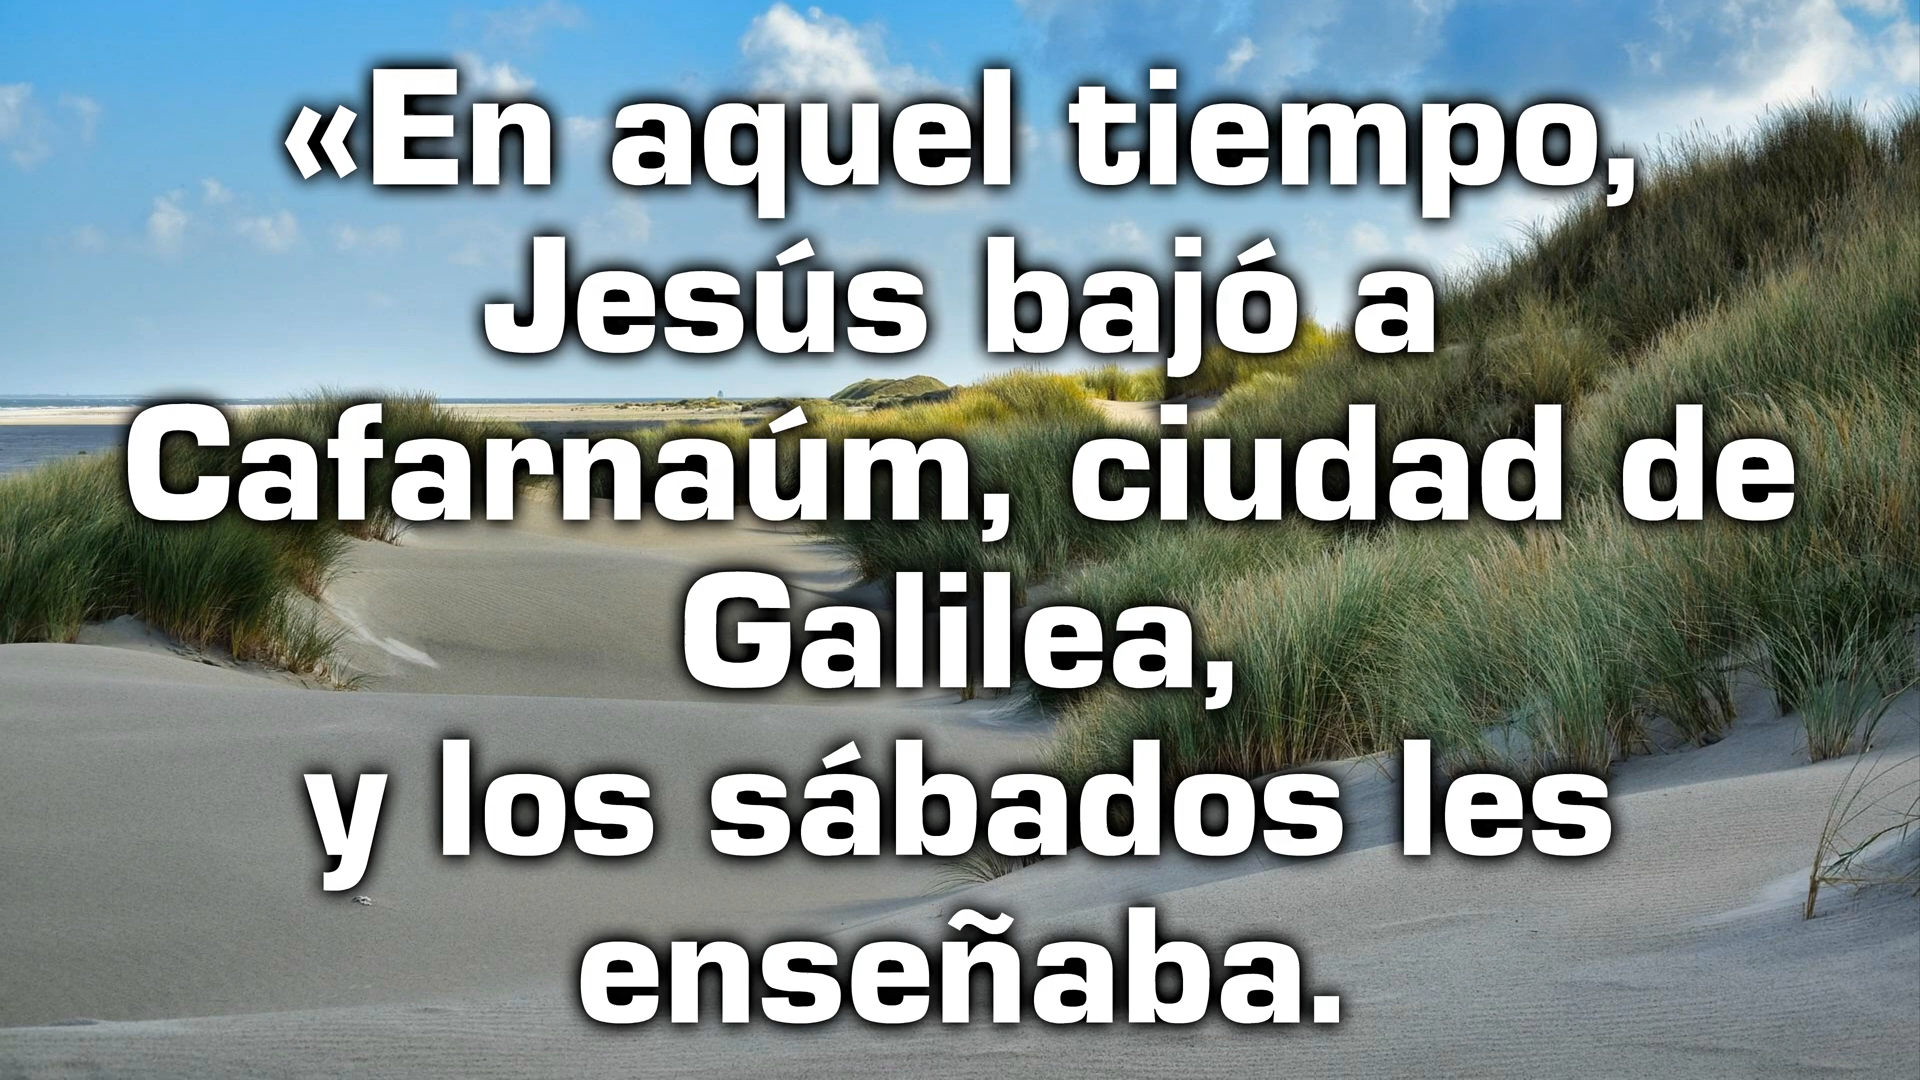 «En aquel tiempo,
Jesús bajó a
Cafarnaúm, ciudad de
Galilea,
y los sábados les
enseñaba.